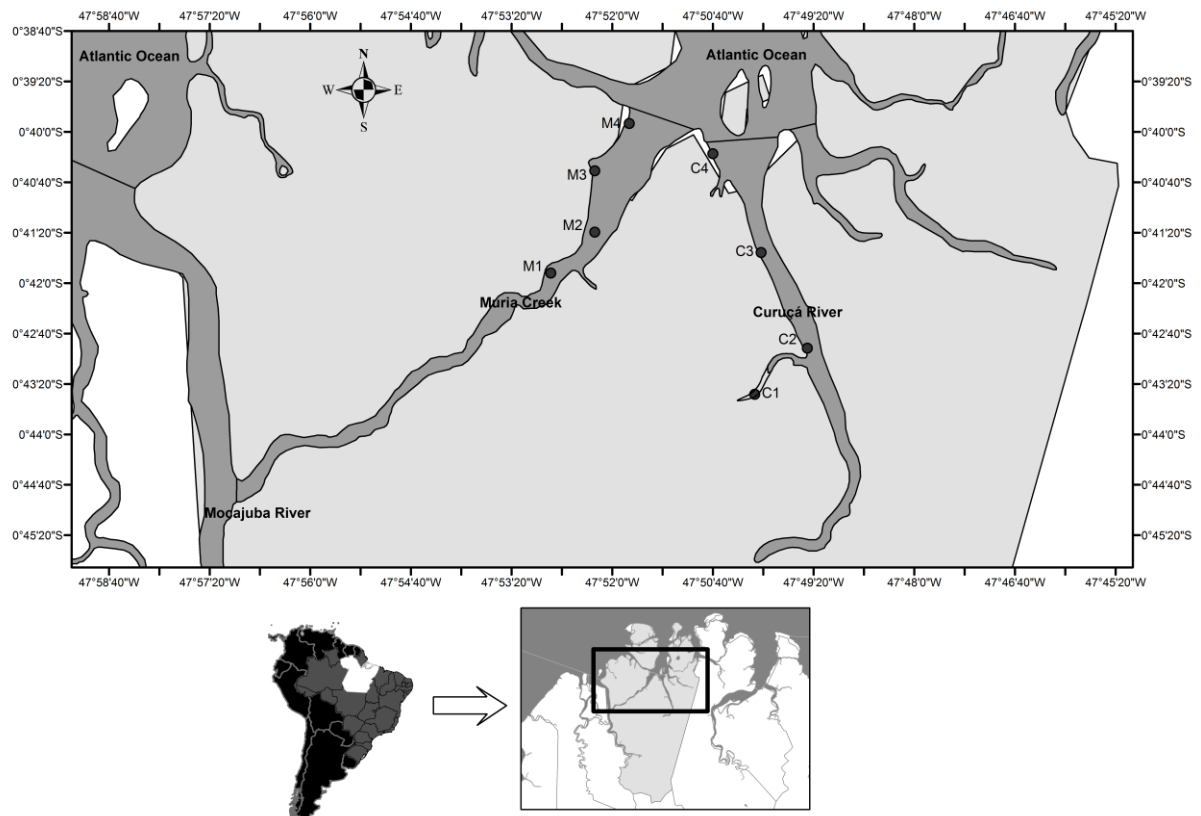 47°58'40"W 47°57'20"W 47°56'0"W 47°54'40"W 47°53'20"W 47°52'0"W 47°50'40"W 47°49'20"W 47°48'0"W 47°46'40"W 47°45'20"W
0°38'40"S
Atlantic Ocean
Atlantic Ocean
N
W E
S
0°39'20"S 0°39'20"S
M4
0°40'0"S 0°40'0"S
C4
M3
0°40'40"S 0°40'40"S
M2
0°41'20"S 0°41'20"S
C3
M1
0°42'0"S 0°42'0"S
Muria Creek
Curuçá River
0°42'40"S 0°42'40"S
C2
0°43'20"S 0°43'20"S
C1
0°44'0"S 0°44'0"S
0°44'40"S 0°44'40"S
Mocajuba River
0°45'20"S 0°45'20"S
47°58'40"W 47°57'20"W 47°56'0"W 47°54'40"W 47°53'20"W 47°52'0"W 47°50'40"W 47°49'20"W 47°48'0"W 47°46'40"W 47°45'20"W